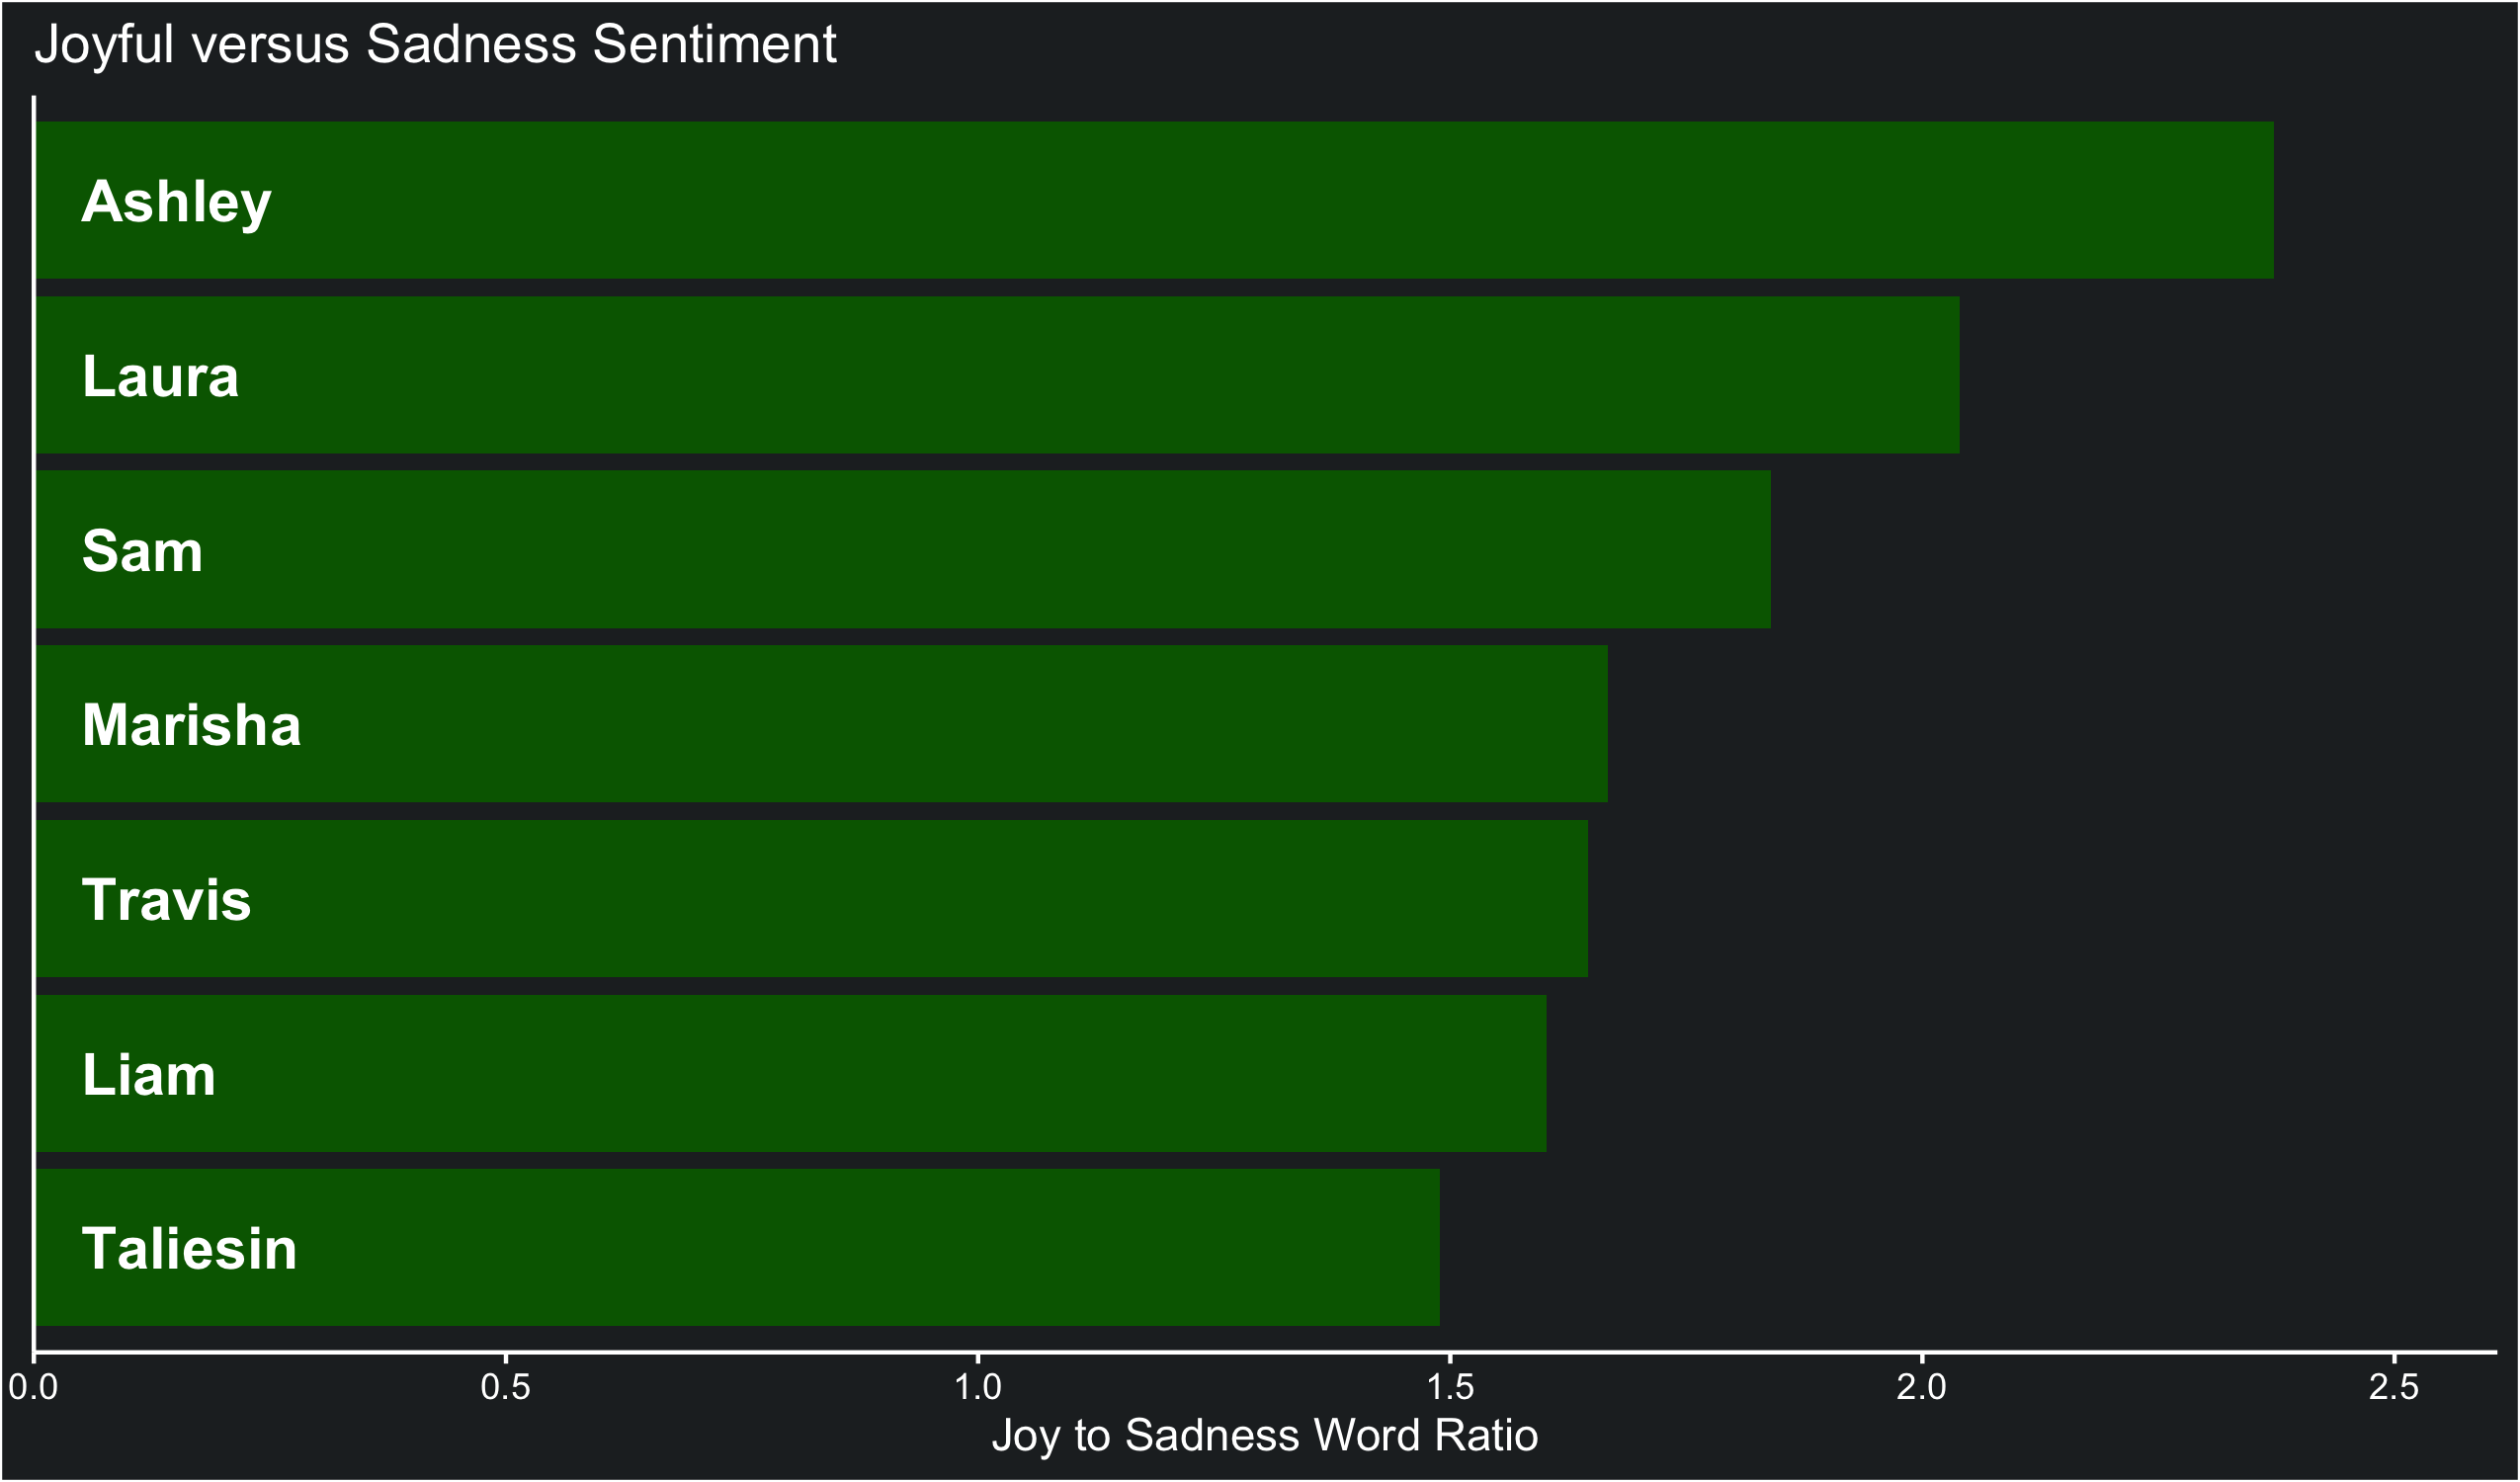 Joyful versus Sadness Sentiment
Ashley
Laura
Sam
Marisha
Travis
Liam
Taliesin
0.0 0.5 1.0 1.5 2.0 2.5
Joy to Sadness Word Ratio